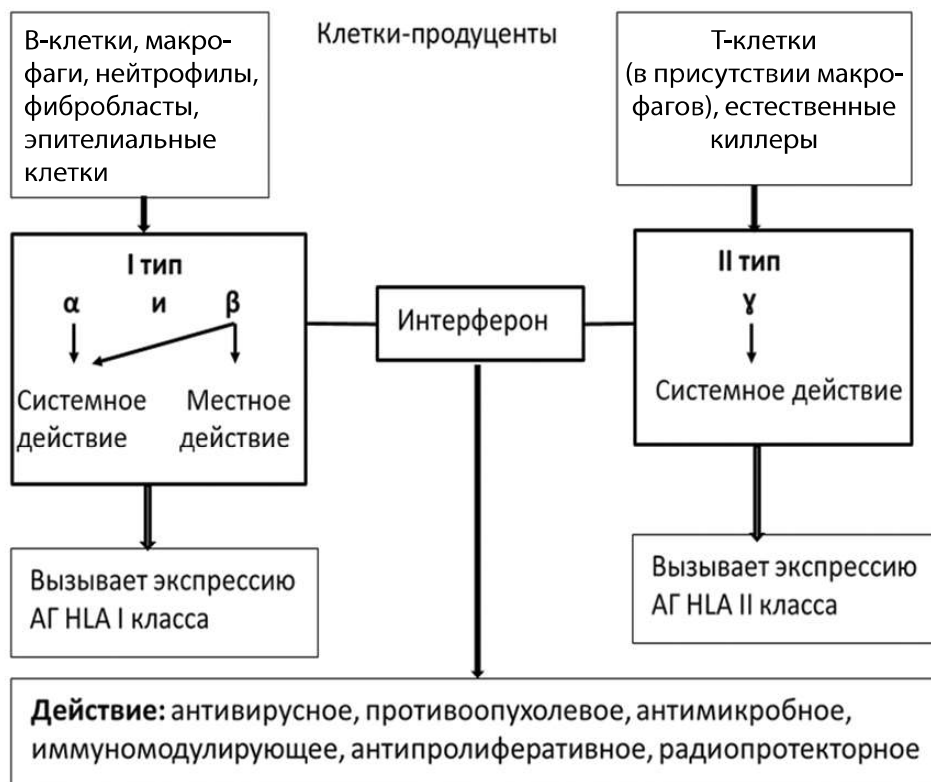 Клетки-продуценты
В-клетки, макро-
фаги, нейтрофилы,
фибробласты,
эпителиальные
клетки
Т-клетки
(в присутствии макро-
фагов), естественные
киллеры
I тип
α и β
Системное
действие
Местное
действие
Интерферон
II тип
ɣ
Системное действие
Вызывает экспрессию
АГ HLA I класса
Вызывает экспрессию
АГ HLA II класса
Действие: антивирусное, противоопухолевое, антимикробное,
иммуномодулирующее, антипролиферативное, радиопротекторное